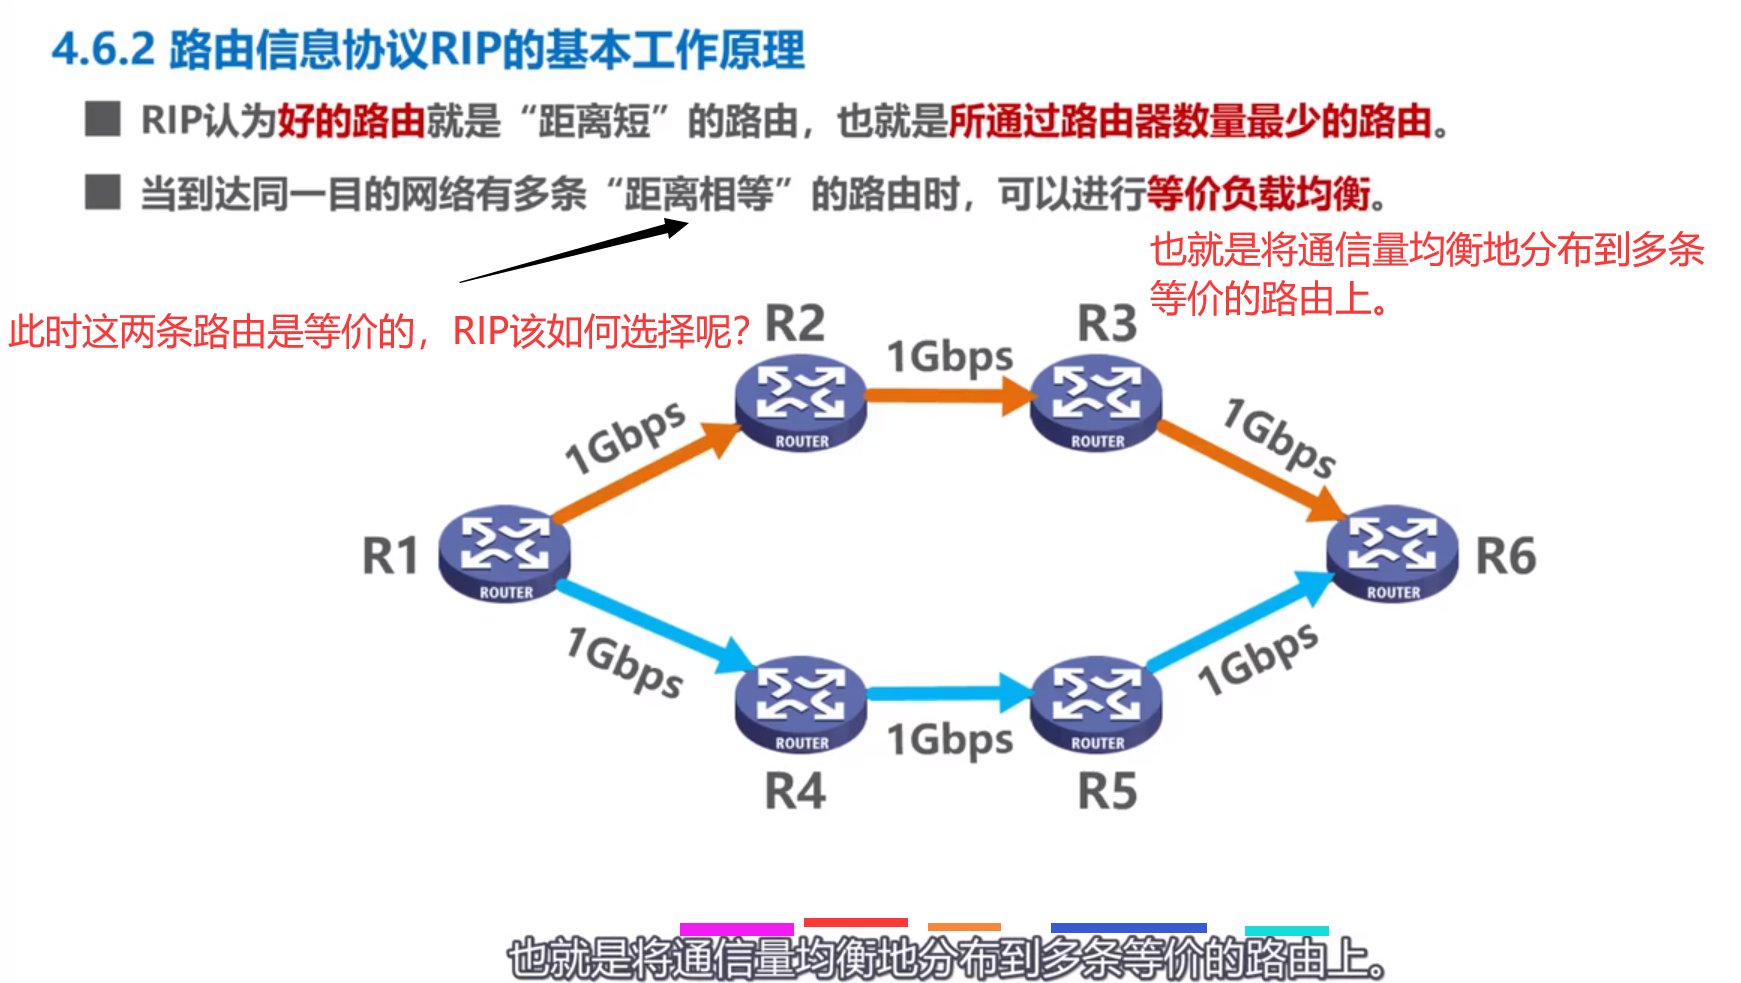 4.6.2 路由信息协议RIP的基本工作原理
RIP认为好的路由就是“距离短”的路由，也就是所通过路由器数量最少的路由。
当到达同一目的网络有多条“距离相等”的路由时，可以进行等价负载均衡。
也就是将通信量均衡地分布到多条
等价的路由上。
此时这两条路由是等价的，RIP该如何选择呢？
R2
R3
1Gbps
1Gbps
1Gbps
ROUTER
ROUTER
R1
R6
ROUTER
ROUTER
1Gbps
1Gbps
1Gbps
ROUTER
ROUTER
R4
R5
也就是将通信量均衡地分布到多条等价的路由上。